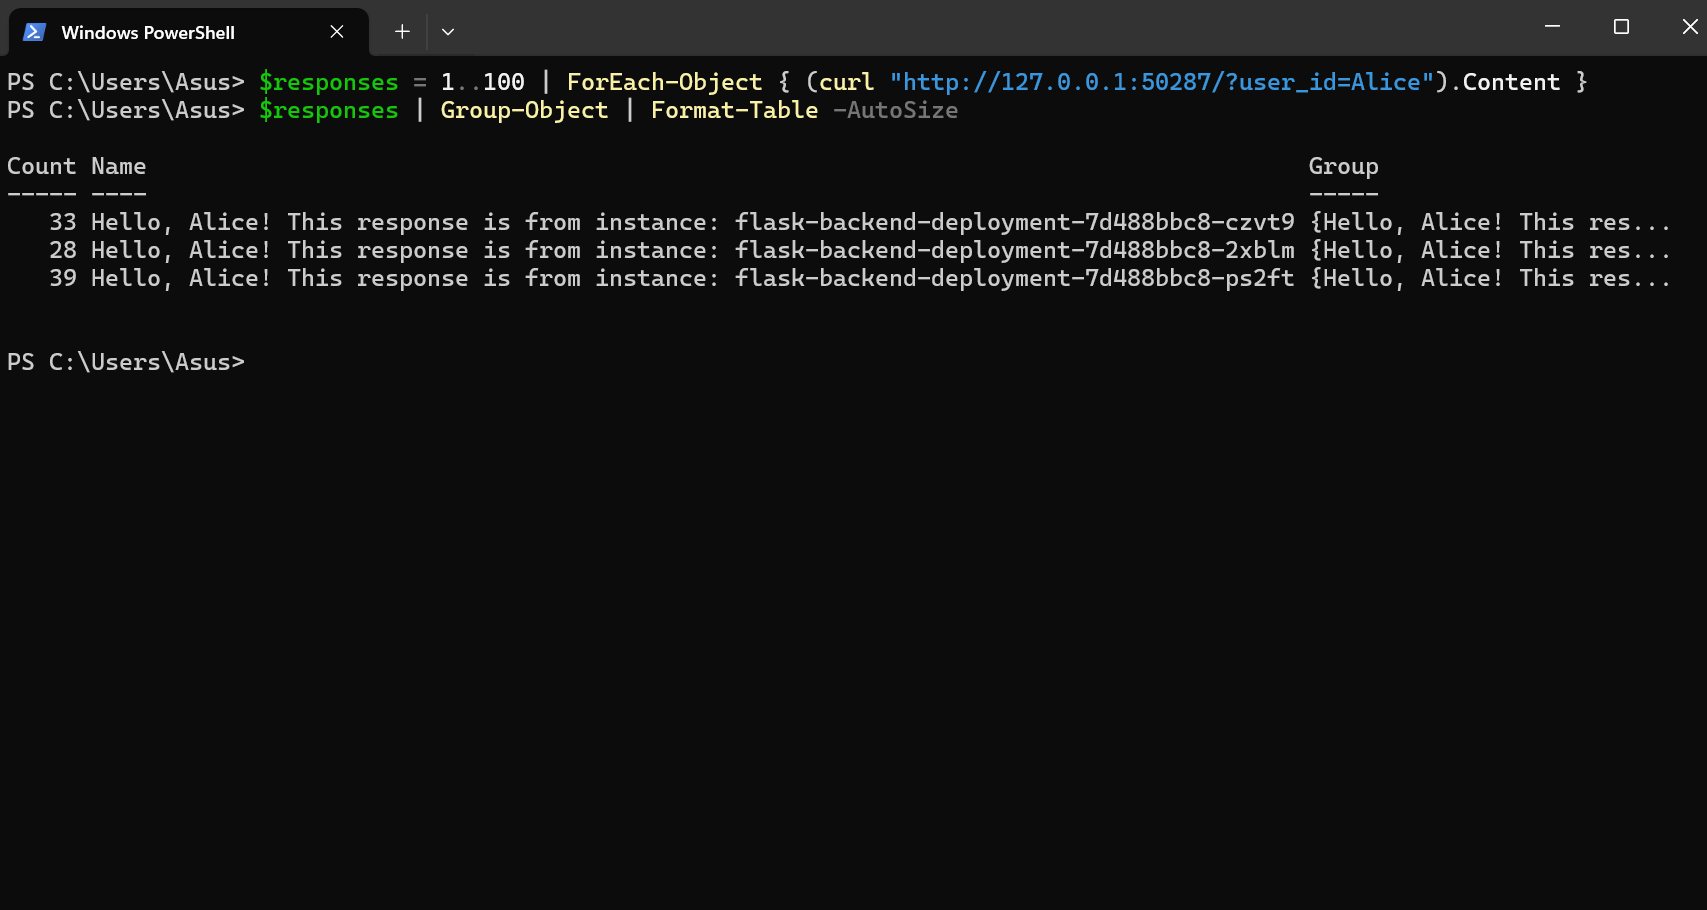 Windows PowerShell
PS C:\Users\Asus> $responses = 1..100 | ForEach-Object { (curl "http://127.0.0.1:50287/?user_id=Alice").Content }
PS C:\Users\Asus> $responses | Group-Object | Format-Table -AutoSize
Count Name Group
----- ---- -----
33 Hello, Alice! This response is from instance: flask-backend-deployment-7d488bbc8-czvt9 {Hello, Alice! This res...
28 Hello, Alice! This response is from instance: flask-backend-deployment-7d488bbc8-2xblm {Hello, Alice! This res...
39 Hello, Alice! This response is from instance: flask-backend-deployment-7d488bbc8-ps2ft {Hello, Alice! This res...
PS C:\Users\Asus>